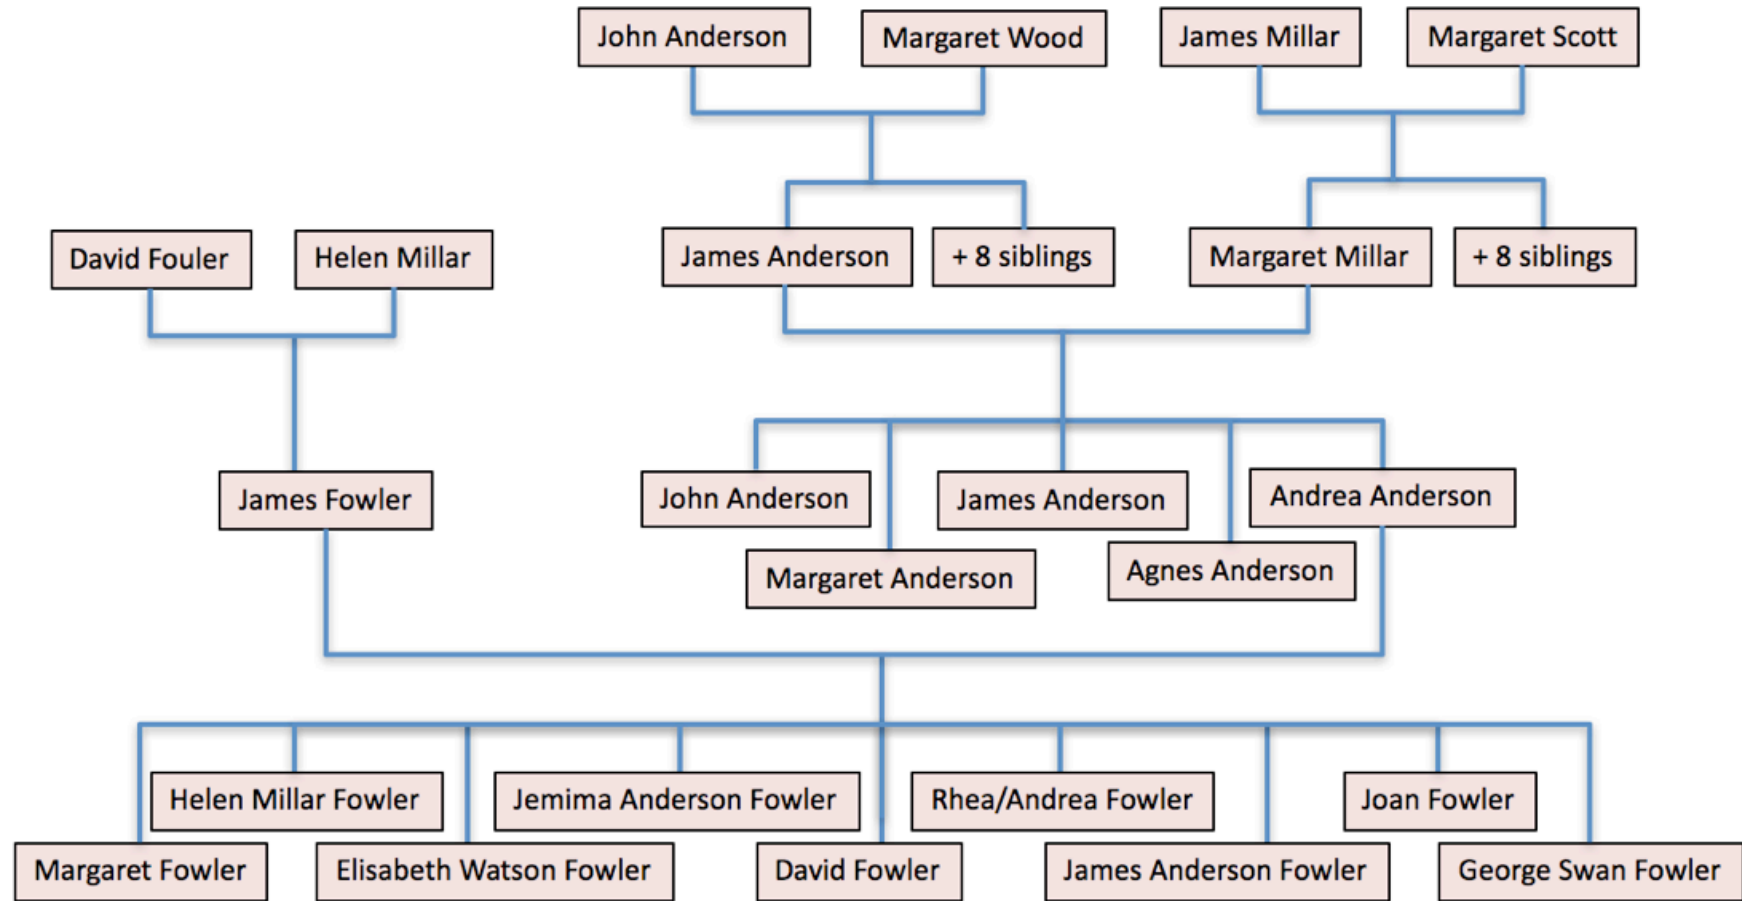 John Anderson
Margaret Wood
James Millar
Margaret Scott
David Fouler
Helen Millar
James Anderson
+ 8 siblings
Margaret Millar
+ 8 siblings
James Fowler
John Anderson
James Anderson
Andrea Anderson
Margaret Anderson
Agnes Anderson
Helen Millar Fowler
Jemima Anderson Fowler
Rhea/Andrea Fowler
Joan Fowler
Margaret Fowler
Elisabeth Watson Fowler
David Fowler
James Anderson Fowler
George Swan Fowler